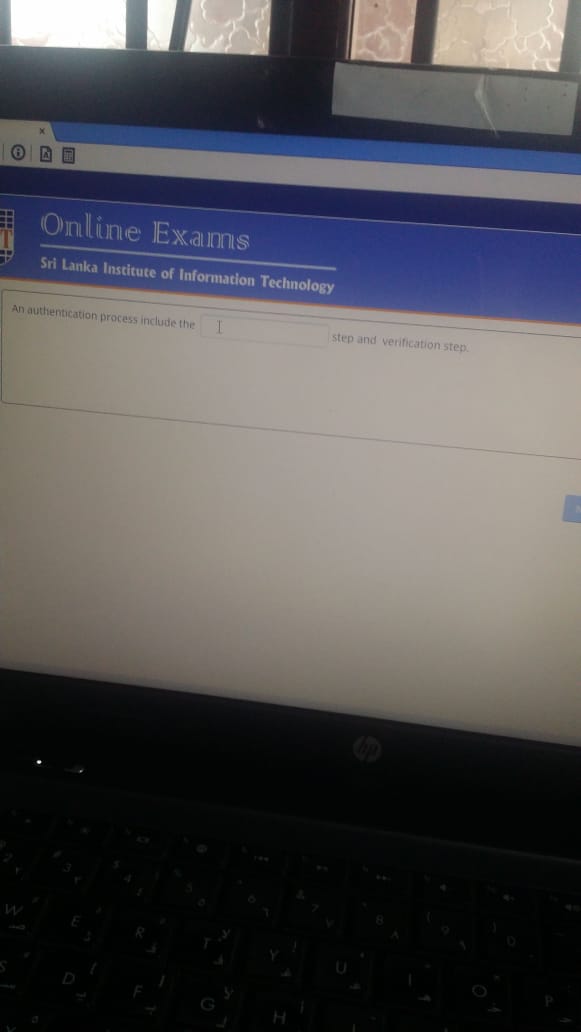 Online Exams
Sri Lanka Institute of Information Technology
An authentication process include the step and verification step.
hp
W E R T Y U I O P
S D F G H